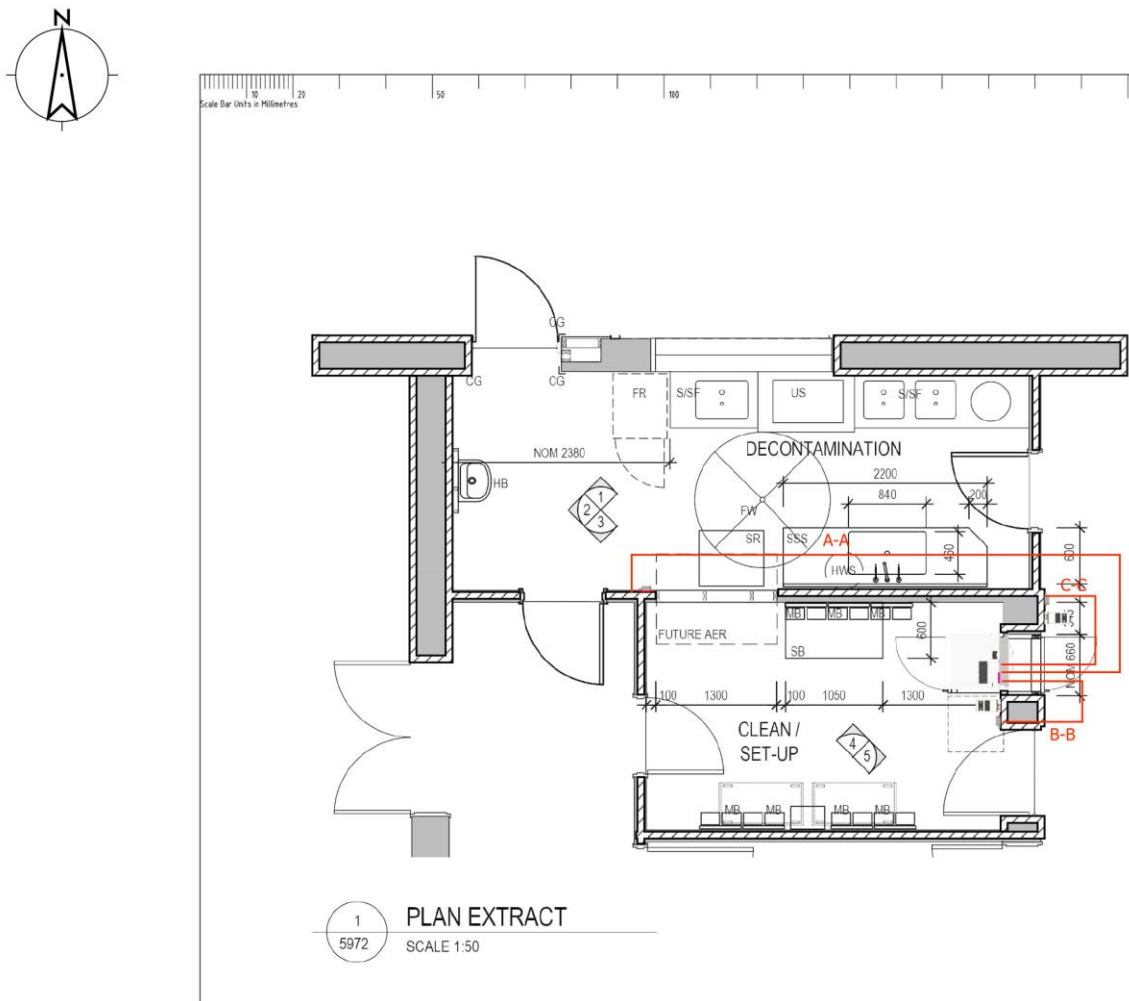 N
10
20
50
100
Scale Bar Units in Millimetres
CG
CG
CG
FR
S/SF
US
S/SF
DECONTAMINATION
NOM 2380
2200
HB
840
200
1
2
3
FW
SR
SSS
A-A
460
HWS
600
C-C
MB
MB
MB
600
FUTURE AER
SB
NOM 660
100
1300
100
1050
1300
CLEAN /
SET-UP
4
5
B-B
MB
MB
MB
MB
1
5972
PLAN EXTRACT
SCALE 1:50